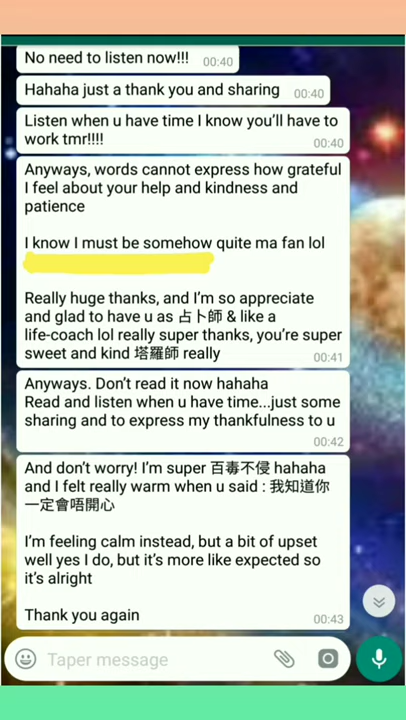 No need to listen now!!! 00:40
Hahaha just a thank you and sharing 00:40
Listen when u have time I know you'll have to
work tmr!!!! 00:40
Anyways, words cannot express how grateful
I feel about your help and kindness and
patience
I know I must be somehow quite ma fan lol
Really huge thanks, and I'm so appreciate
and glad to have u as 占卜師 & like a
life-coach lol really super thanks, you're super
sweet and kind 塔羅師 really 00:41
Anyways. Don't read it now hahaha
Read and listen when u have time...just some
sharing and to express my thankfulness to u
00:42
And don't worry! I'm super 百毒不侵 hahaha
and I felt really warm when u said : 我知道你
一定會唔開心
I'm feeling calm instead, but a bit of upset
well yes I do, but it's more like expected so
it's alright
Thank you again 00:43
Taper message